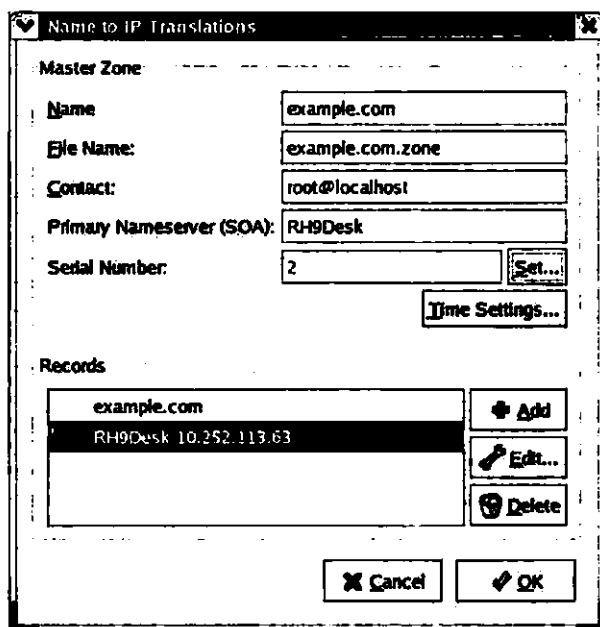 Name to IP Translations
Master Zone
Name
example.com
File Name:
example.com.zone
Contact:
root@localhost
Primary Nameserver (SOA):
RH9Desk
Serial Number:
2
Set...
Time Settings...
Records
example.com
Add
RH9Desk 10.252.113.63
Edit...
Delete
Cancel
OK